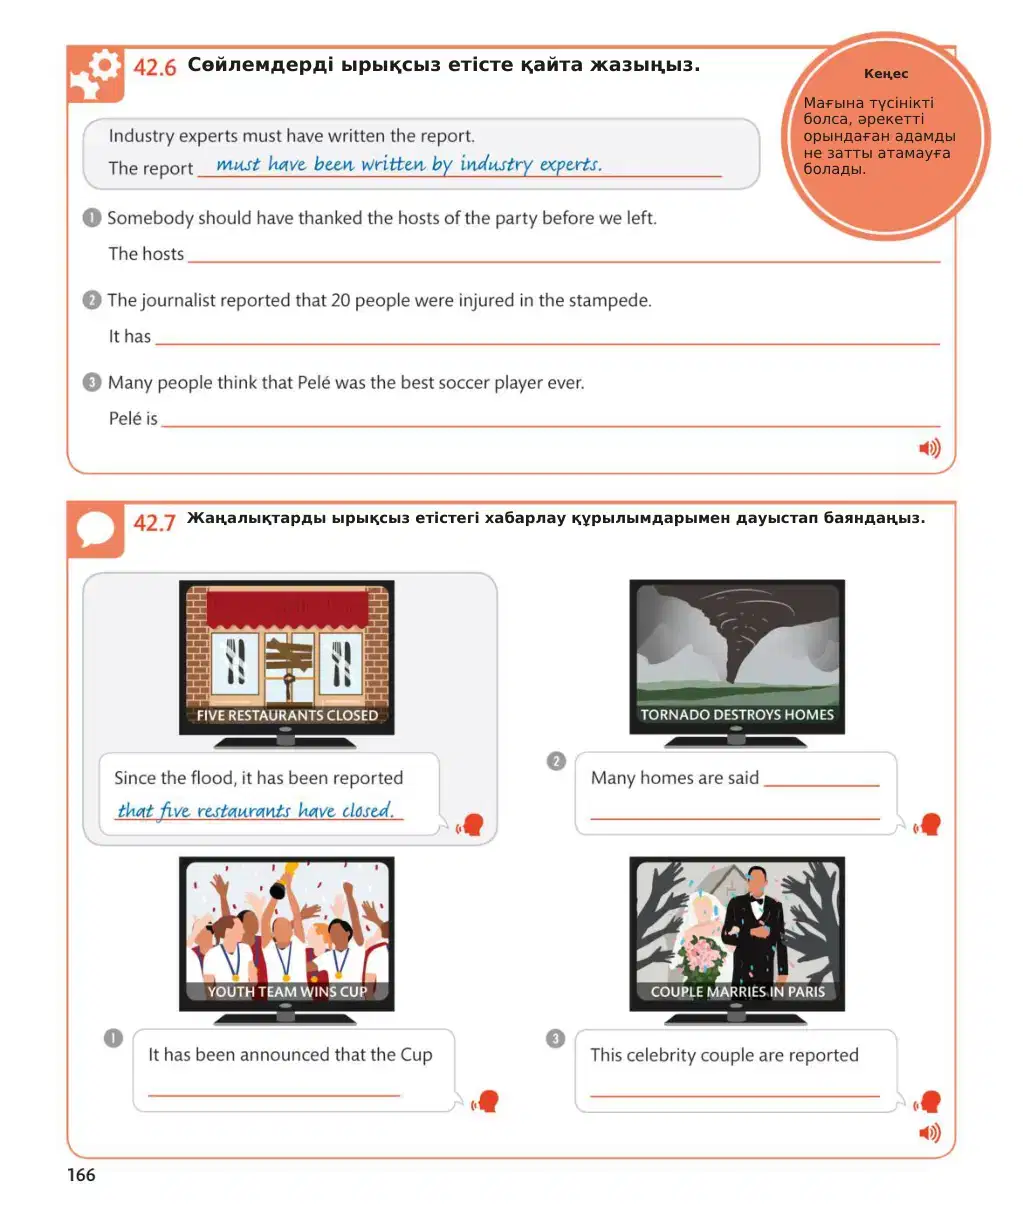 42.6 Сөйлемдерді ырықсыз етісте қайта жазыңыз.
Кеңес
Мағына түсінікті
болса, әрекетті
орындаған адамды
не затты атамауға
болады.
Industry experts must have written the report.
The report must have been written by industry experts.
1 Somebody should have thanked the hosts of the party before we left.
The hosts
2 The journalist reported that 20 people were injured in the stampede.
It has
3 Many people think that Pelé was the best soccer player ever.
Pelé is
42.7 Жаңалықтарды ырықсыз етістегі хабарлау құрылымдарымен дауыстап баяндаңыз.
FIVE RESTAURANTS CLOSED
Since the flood, it has been reported
that five restaurants have closed.
TORNADO DESTROYS HOMES
2 Many homes are said
YOUTH TEAM WINS CUP
1 It has been announced that the Cup
COUPLE MARRIES IN PARIS
3 This celebrity couple are reported
166